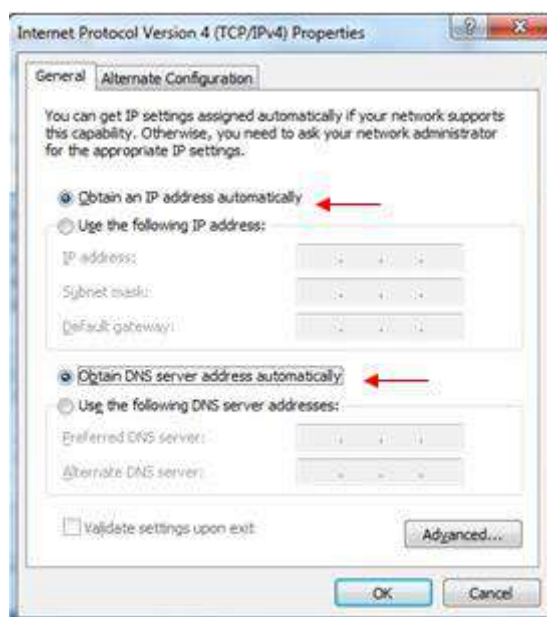 Internet Protocol Version 4 (TCP/IPv4) Properties
General
Alternate Configuration
You can get IP settings assigned automatically if your network supports
this capability. Otherwise, you need to ask your network administrator
for the appropriate IP settings.
Obtain an IP address automatically
Use the following IP address:
IP address:
Subnet mask:
Default gateway:
Obtain DNS server address automatically
Use the following DNS server addresses:
Preferred DNS server:
Alternate DNS server:
Validate settings upon exit
Advanced...
OK
Cancel